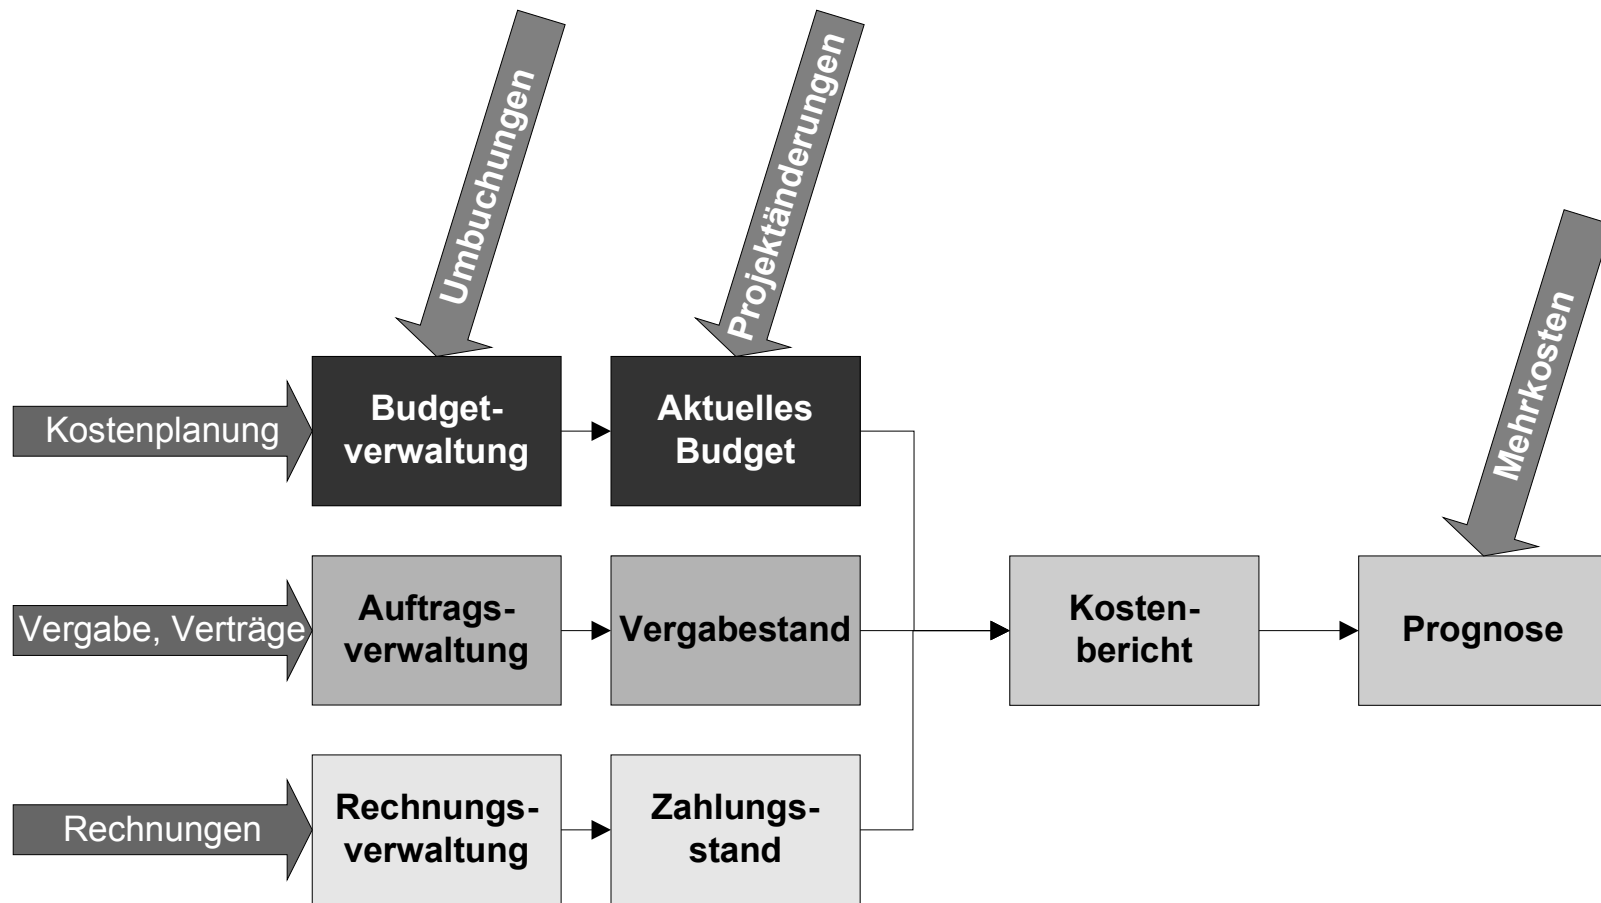 Umbuchungen
Projektänderungen
Mehrkosten
Kostenplanung
Budget-
verwaltung
Aktuelles
Budget
Vergabe, Verträge
Auftrags-
verwaltung
Vergabestand
Kosten-
bericht
Prognose
Rechnungen
Rechnungs-
verwaltung
Zahlungs-
stand